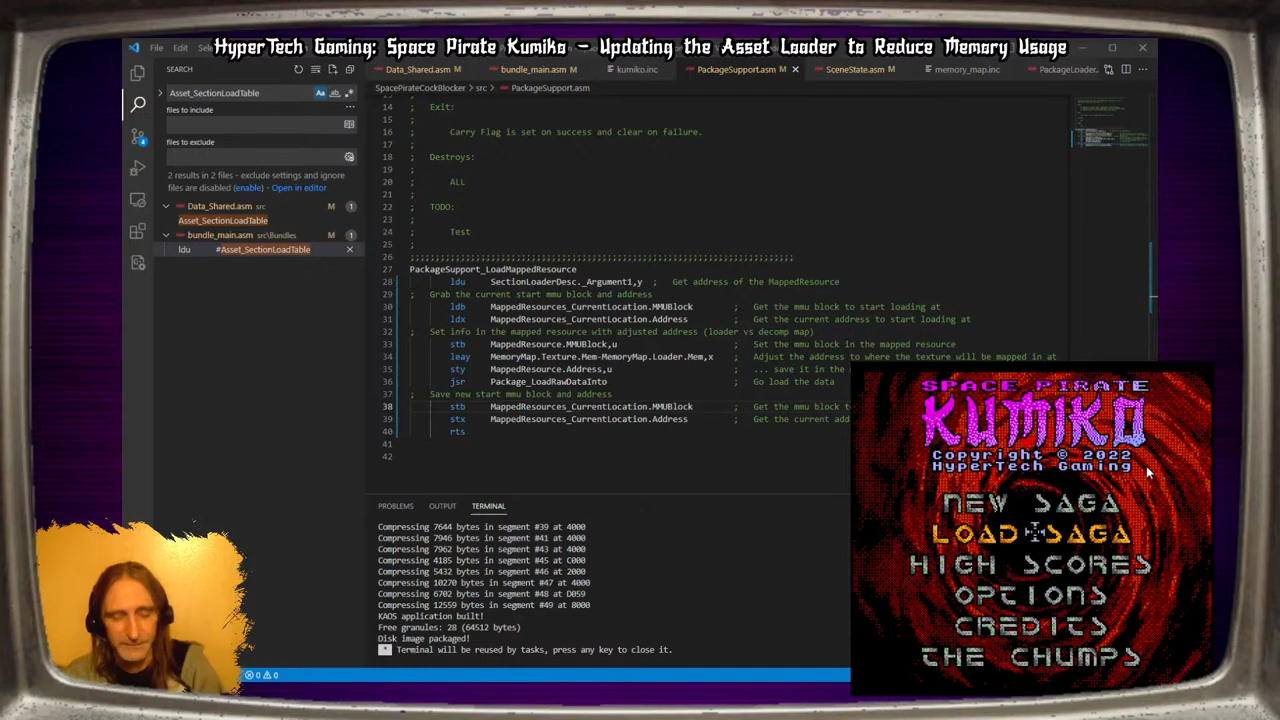 HyperTech Gaming: Space Pirate Kumiko – Updating the Asset Loader to Reduce Memory Usage
File Edit
SEARCH
Asset_SectionLoadTable
Aa
files to include
files to exclude
2 results in 2 files - exclude settings and ignore
files are disabled (enable) - Open in editor
Data_Shared.asm src M 1
Asset_SectionLoadTable
bundle_main.asm src\Bundles M 1
ldu #Asset_SectionLoadTable
4
Data_Shared.asm M
bundle_main.asm M
kumiko.inc
PackageSupport.asm M
SceneState.asm M
memory_map.inc
PackageLoader.
SpacePirateCockBlocker > src > PackageSupport.asm
14 ; Exit:
15 ;
16 ; Carry Flag is set on success and clear on failure.
17 ;
18 ; Destroys:
19 ;
20 ; ALL
21 ;
22 ; TODO:
23 ;
24 ; Test
25 ;
26 ;;;;;;;;;;;;;;;;;;;;;;;;;;;;;;;;;;;;;;;;;;;;;;;;;;;;;;;;;;;;;;;;;;;;;;;;;;;
27 PackageSupport_LoadMappedResource
28 ldu SectionLoaderDesc._Argument1,y ; Get address of the MappedResource
29 ; Grab the current start mmu block and address
30 ldb MappedResources_CurrentLocation.MMUBlock ; Get the mmu block to start loading at
31 ldx MappedResources_CurrentLocation.Address ; Get the current address to start loading at
32 ; Set info in the mapped resource with adjusted address (loader vs decomp map)
33 stb MappedResource.MMUBlock,u ; Set the mmu block in the mapped resource
34 leay MemoryMap.Texture.Mem-MemoryMap.Loader.Mem,x ; Adjust the address to where the texture will be mapped in at
35 sty MappedResource.Address,u ; ... save it in the
36 jsr Package_LoadRawDataInto ; Go load the data
37 ; Save new start mmu block and address
38 stb MappedResources_CurrentLocation.MMUBlock ; Get the mmu block
39 stx MappedResources_CurrentLocation.Address ; Get the current
40 rts
41
42
PROBLEMS OUTPUT TERMINAL
Compressing 7644 bytes in segment #39 at 4000
Compressing 7946 bytes in segment #41 at 4000
Compressing 7962 bytes in segment #43 at 4000
Compressing 4185 bytes in segment #45 at C000
Compressing 5432 bytes in segment #46 at 2000
Compressing 10270 bytes in segment #47 at 4000
Compressing 6702 bytes in segment #48 at D059
Compressing 12559 bytes in segment #49 at 8000
KAOS application built!
Free granules: 28 (64512 bytes)
Disk image packaged!
* Terminal will be reused by tasks, press any key to close it.
0 0
SPACE PIRATE
KUMIKO
Copyright © 2022
HyperTech Gaming
NEW SAGA
LOAD SAGA
HIGH SCORES
OPTIONS
CREDITS
THE CHUMPS